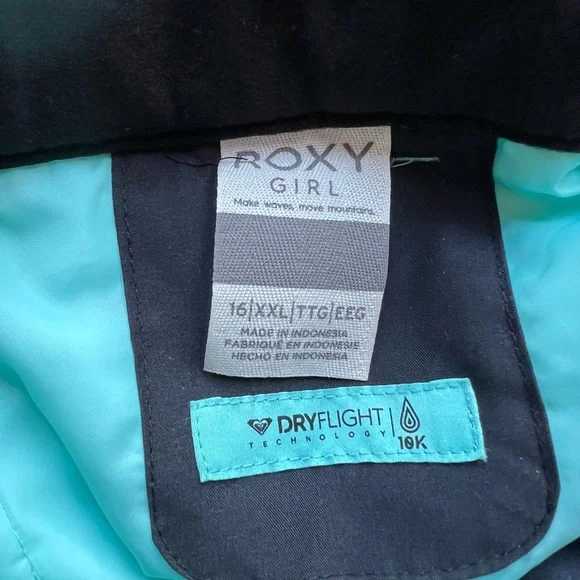 ROXY
GIRL
Make waves, move mountains.
16/XXL/TTG/EEG
MADE IN INDONESIA
FABRIQUÉ EN INDONESIE
HECHO EN INDONESIA
DRYFLIGHT
TECHNOLOGY
10K